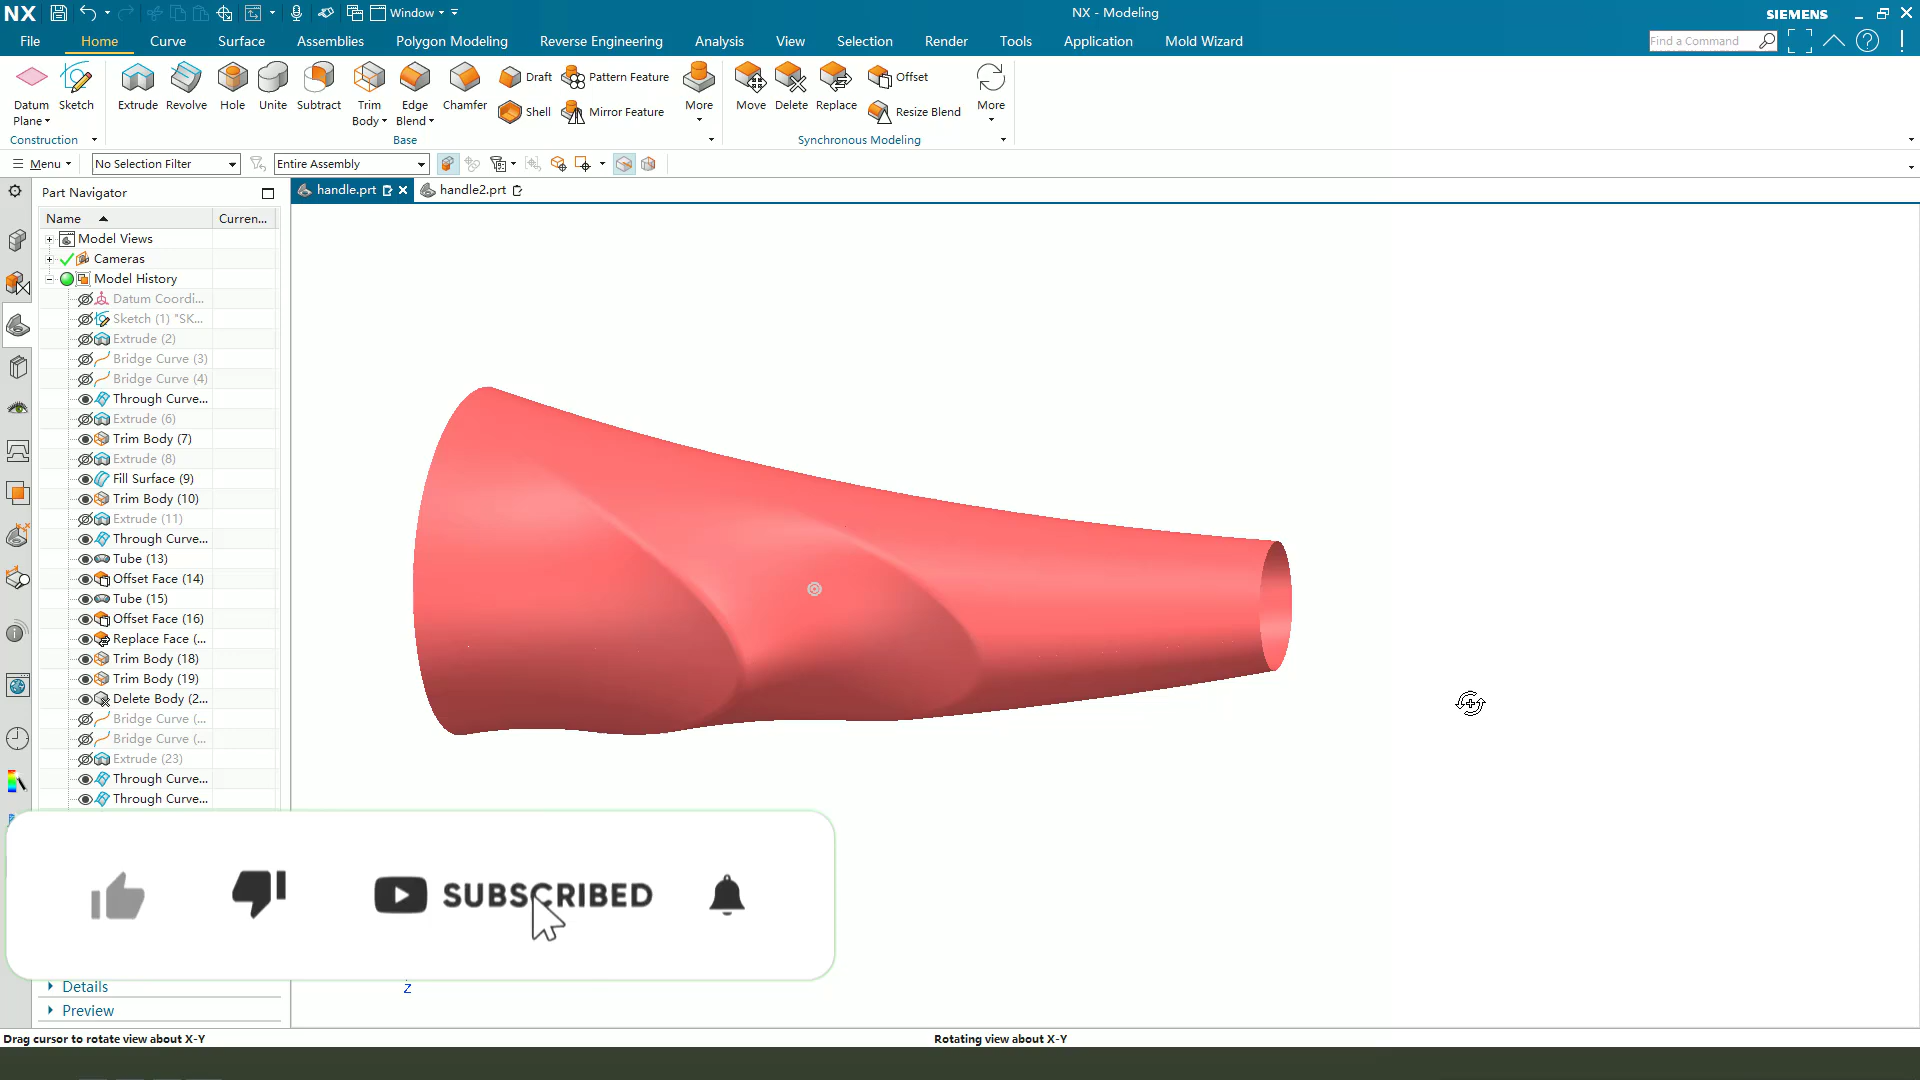 NX
Window
NX - Modeling
SIEMENS
File
Home
Curve
Surface
Assemblies
Polygon Modeling
Reverse Engineering
Analysis
View
Selection
Render
Tools
Application
Mold Wizard
Find a Command
Datum Plane
Sketch
Extrude
Revolve
Hole
Unite
Subtract
Trim Body
Edge Blend
Chamfer
Draft
Shell
Pattern Feature
Mirror Feature
More
Move
Delete
Replace
Offset
Resize Blend
More
Construction
Base
Synchronous Modeling
Menu
No Selection Filter
Entire Assembly
Part Navigator
handle.prt
handle2.prt
Name
Curren...
Model Views
Cameras
Model History
Datum Coordi...
Sketch (1) "SK...
Extrude (2)
Bridge Curve (3)
Bridge Curve (4)
Through Curve...
Extrude (6)
Trim Body (7)
Extrude (8)
Fill Surface (9)
Trim Body (10)
Extrude (11)
Through Curve...
Tube (13)
Offset Face (14)
Tube (15)
Offset Face (16)
Replace Face (...
Trim Body (18)
Trim Body (19)
Delete Body (2...
Bridge Curve (...
Bridge Curve (...
Extrude (23)
Through Curve...
Through Curve...
SUBSCRIBED
Details
Z
Preview
Drag cursor to rotate view about X-Y
Rotating view about X-Y